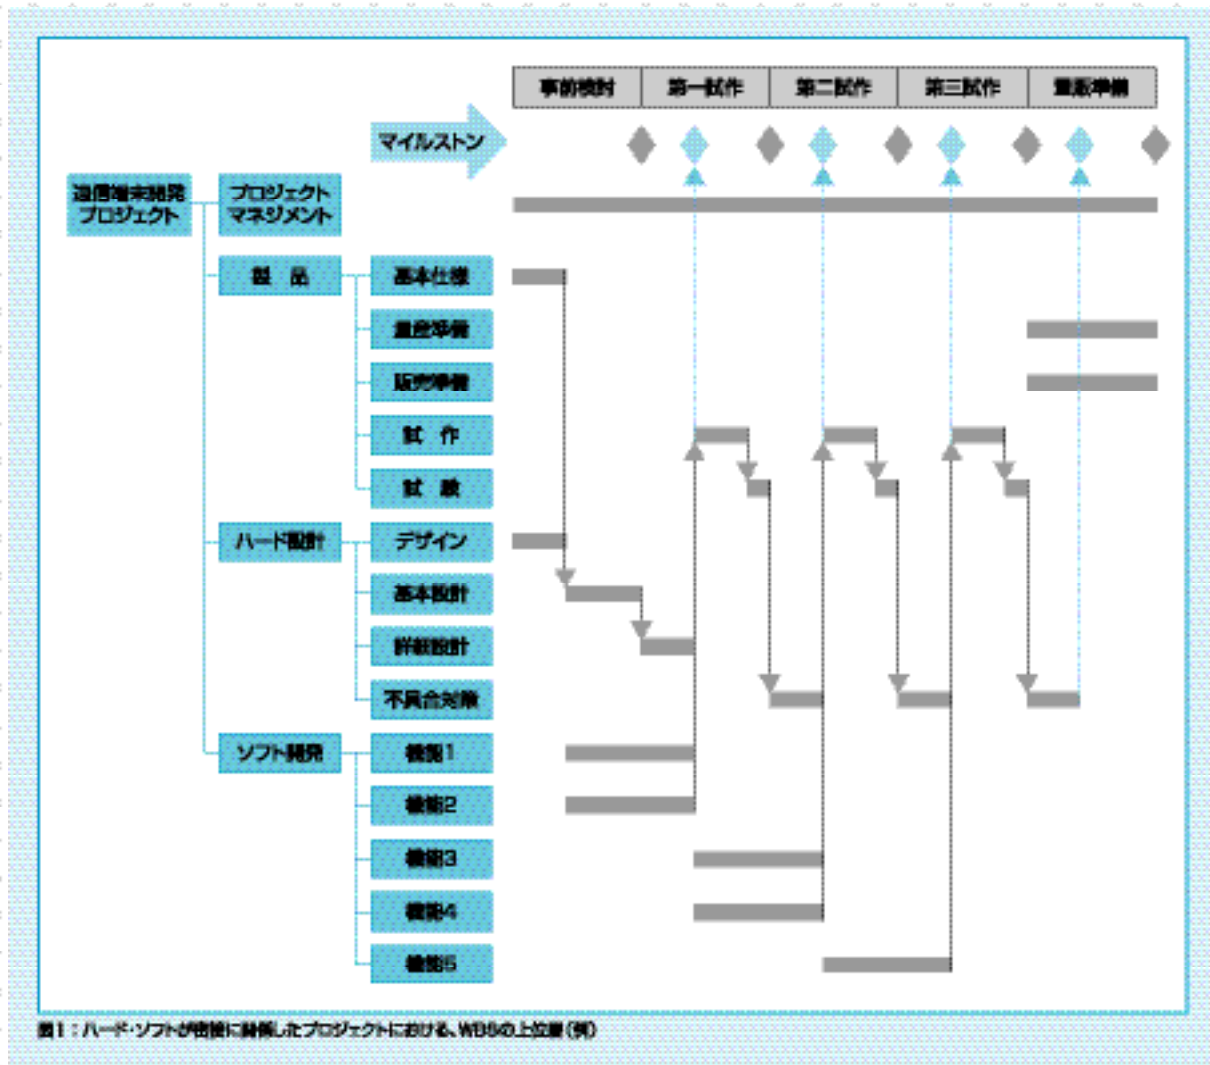 事前検討 第一試作 第二試作 第三試作 量販準備
マイルストン
通信端末開発
プロジェクト
プロジェクト
マネジメント
製 品
基本仕様
量産準備
販売準備
試 作
試 験
ハード設計
デザイン
基本設計
詳細設計
不具合対策
ソフト開発
機能1
機能2
機能3
機能4
機能5
図1：ハード・ソフトが密接に関係したプロジェクトにおける、WBSの上位層（例）